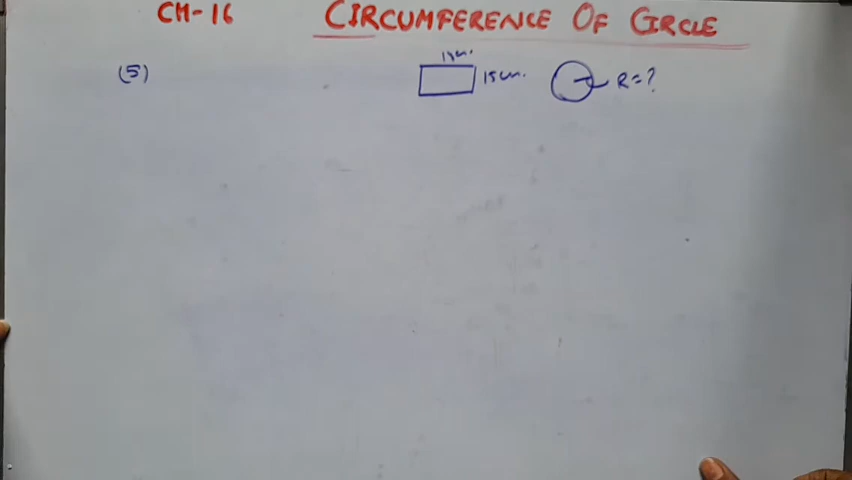 CH-16 CIRCUMFERENCE OF CIRCLE
(5) 15cm. R=?